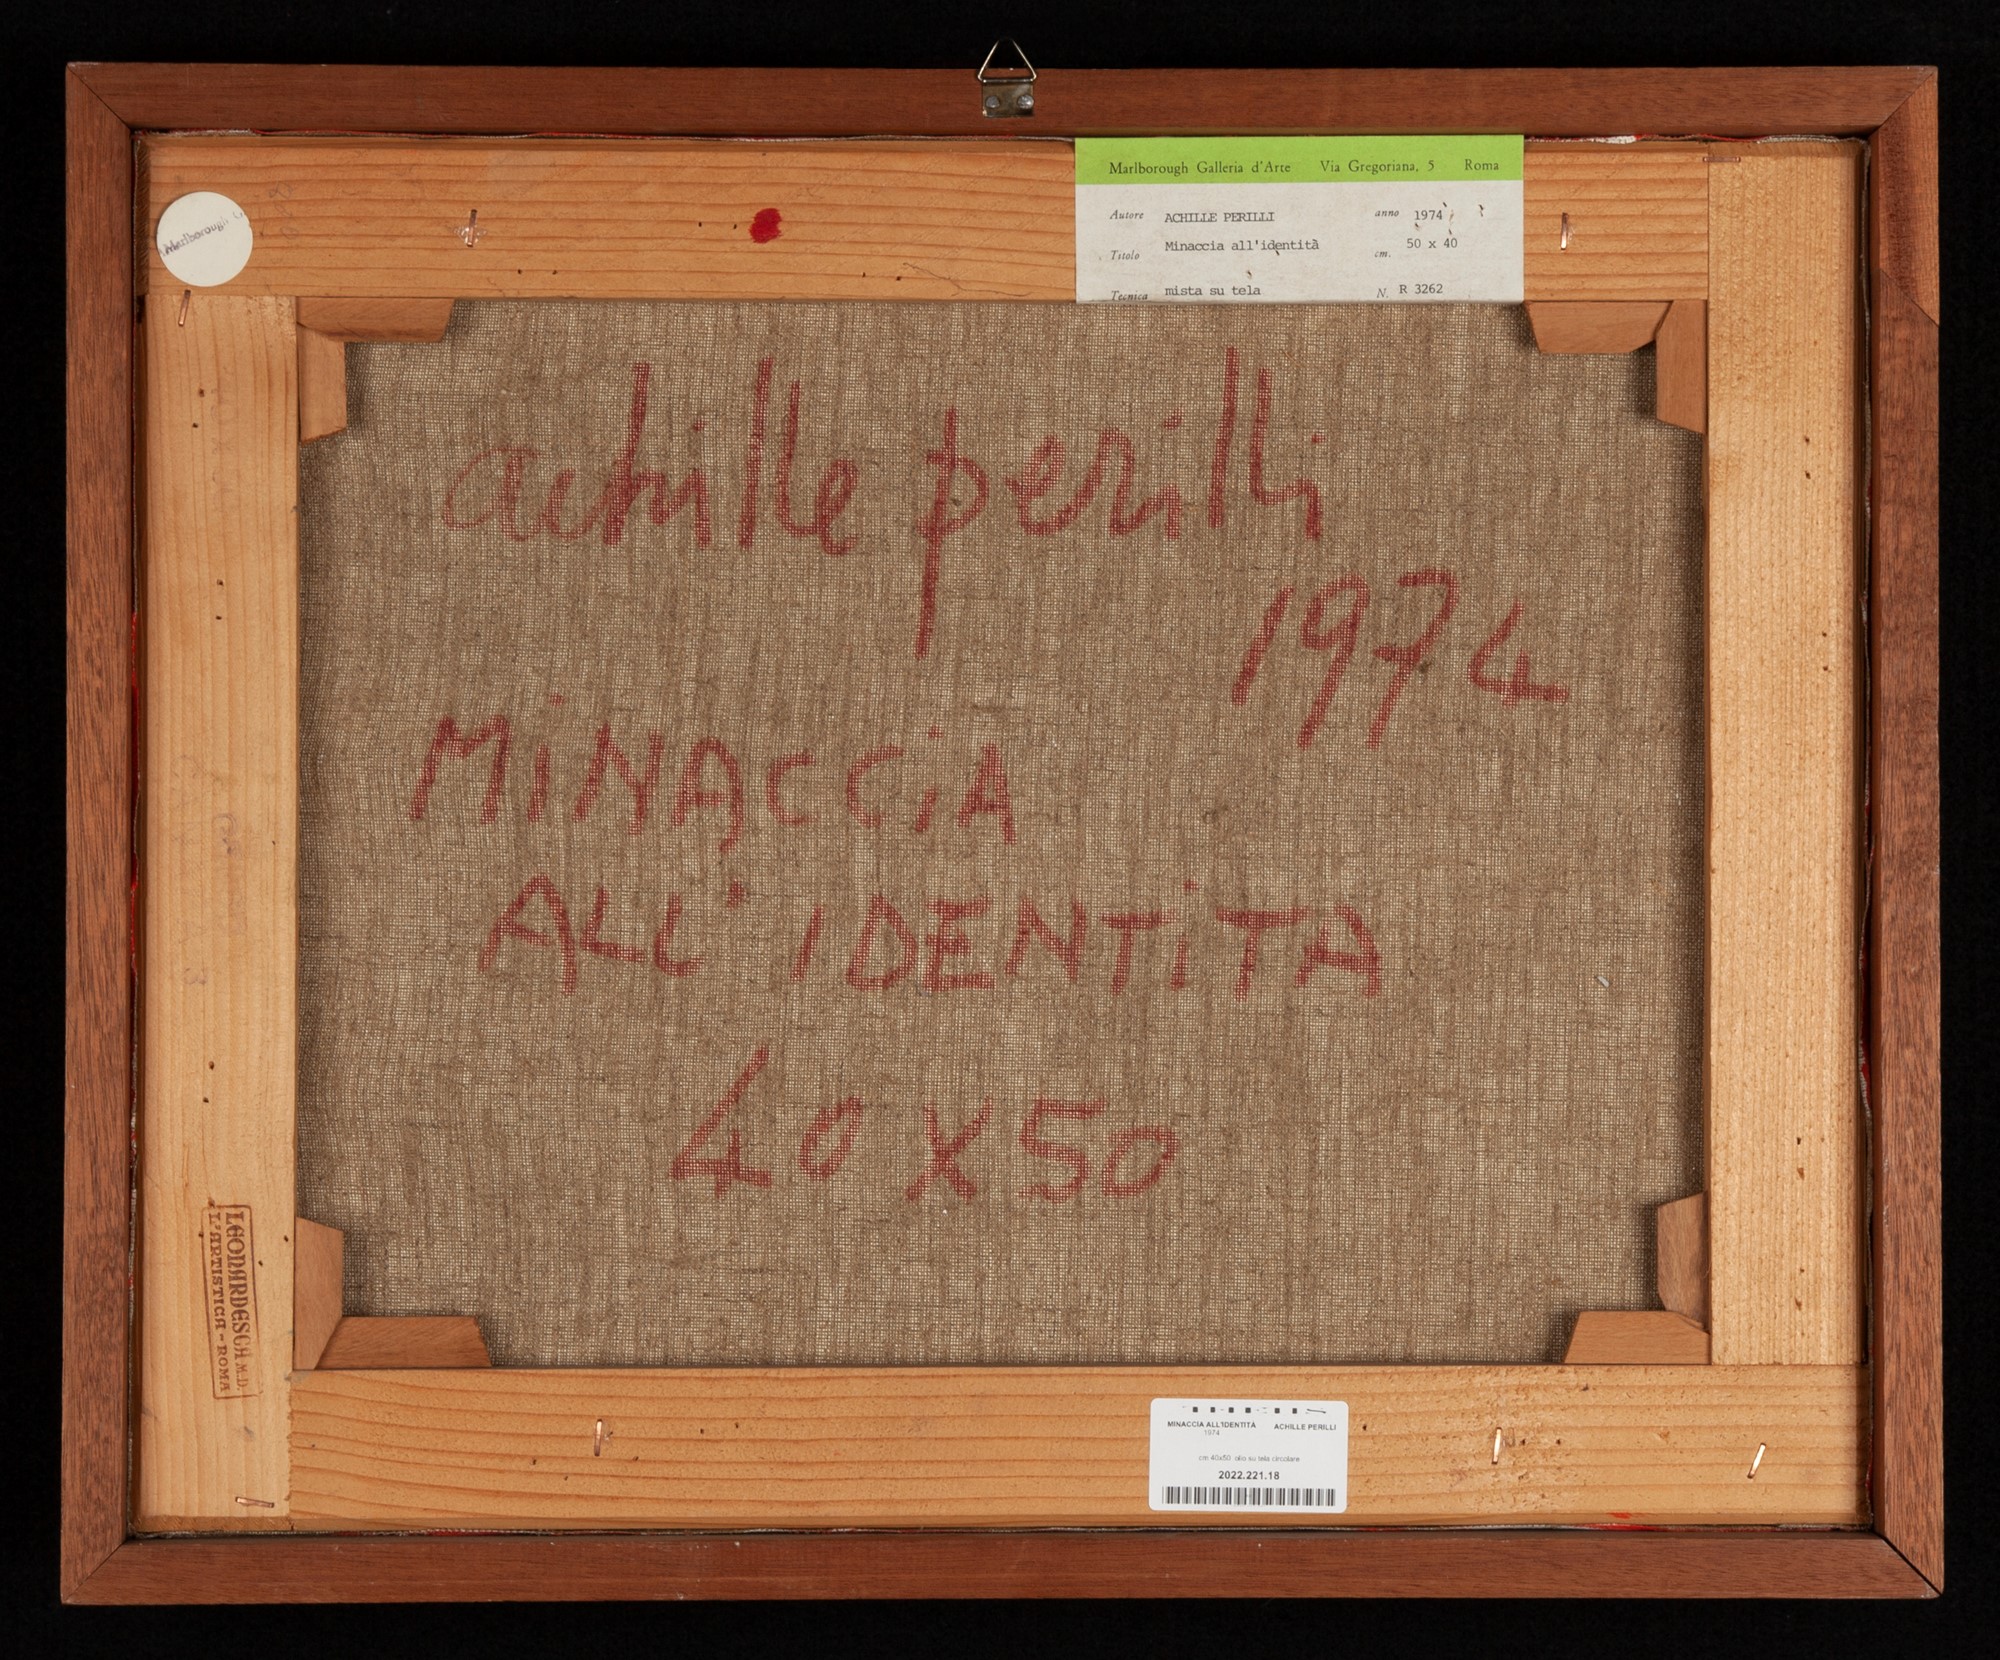 Marlborough Galleria d'Arte Via Gregoriana, 5 Roma
Autore ACHILLE PERILLI anno 1974
Titolo Minaccia all'identità cm. 50 x 40
Tecnica mista su tela N. R 3262
Marlborough
achille perilli
1974
MiNACCiA
ALL'IDENTiTA
40 X 50
LEONARDESCH M.D.
L'ARTISTICA - ROMA
MINACCIA ALL'IDENTITÀ ACHILLE PERILLI
1974
cm 40x50 olio su tela circolare
2022.221.18